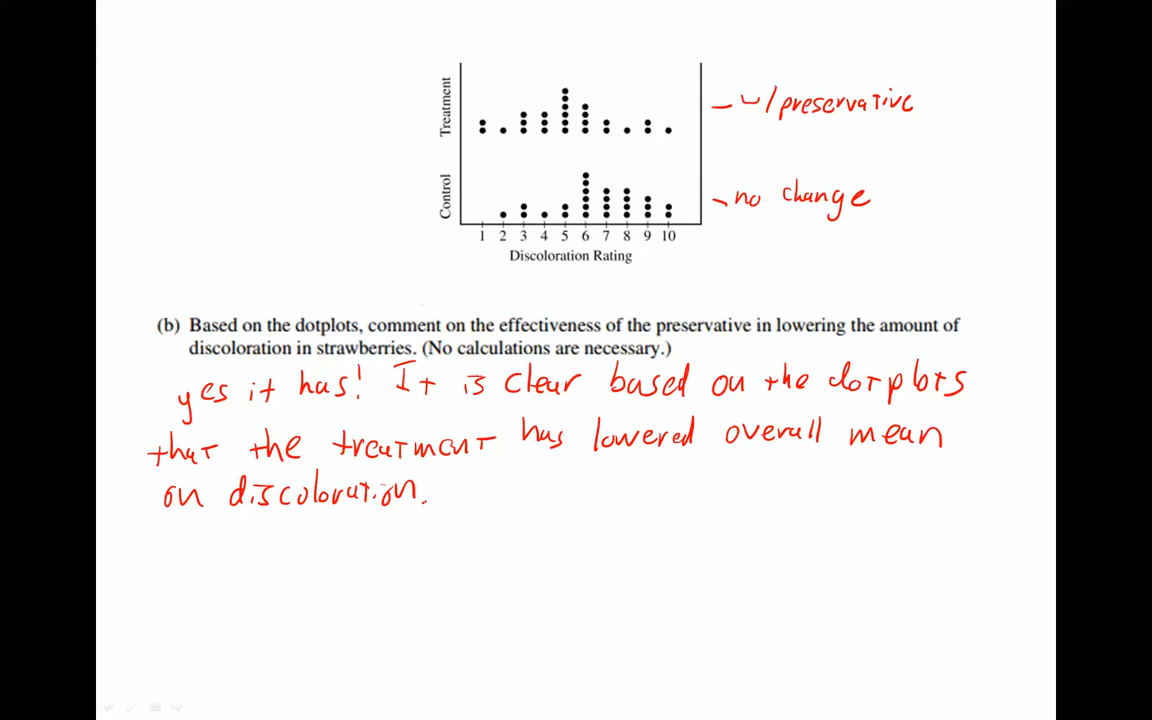 Treatment
– w/preservative
Control
– no change
1 2 3 4 5 6 7 8 9 10
Discoloration Rating
(b) Based on the dotplots, comment on the effectiveness of the preservative in lowering the amount of
discoloration in strawberries. (No calculations are necessary.)
yes it has! It is clear based on the dotplots
that the treatment has lowered overall mean
on discoloration.